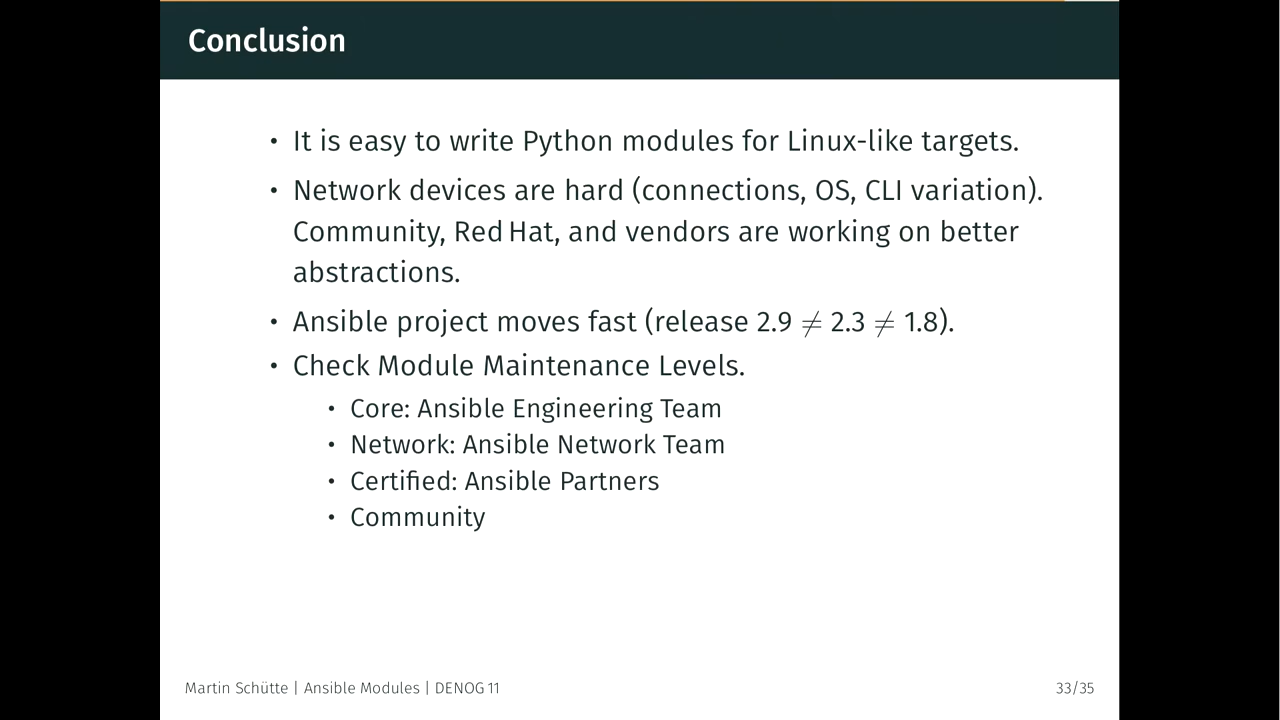 Conclusion
• It is easy to write Python modules for Linux-like targets.
• Network devices are hard (connections, OS, CLI variation).
Community, Red Hat, and vendors are working on better
abstractions.
• Ansible project moves fast (release 2.9 ≠ 2.3 ≠ 1.8).
• Check Module Maintenance Levels.
• Core: Ansible Engineering Team
• Network: Ansible Network Team
• Certified: Ansible Partners
• Community
Martin Schütte | Ansible Modules | DENOG 11
33/35